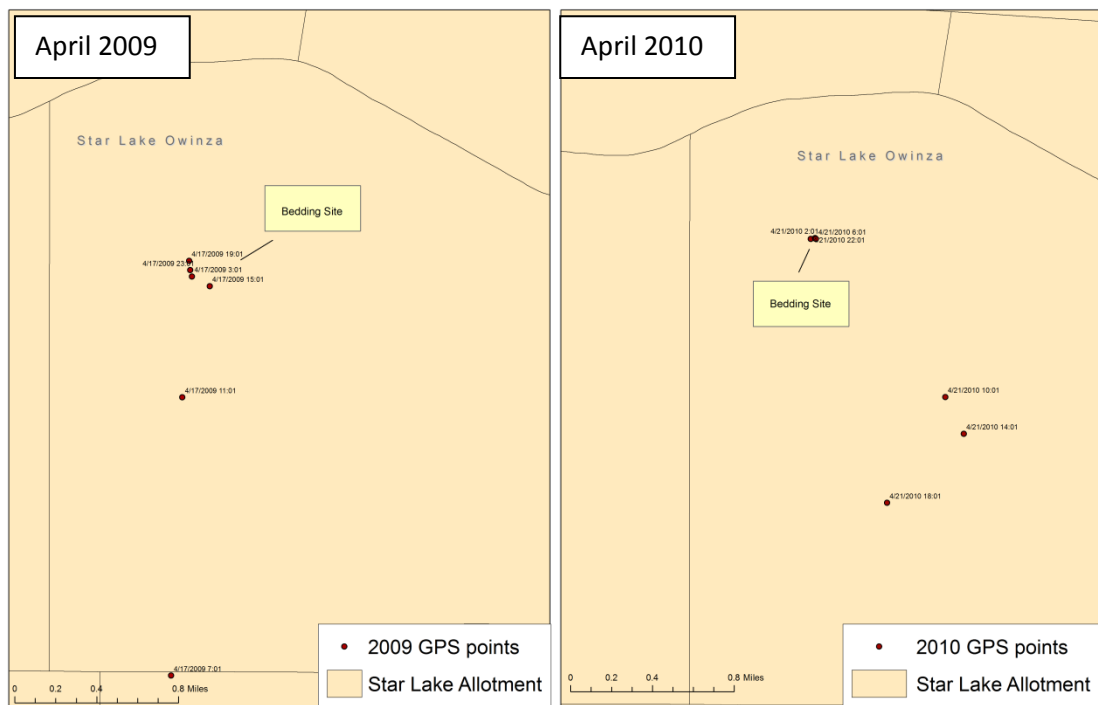 April 2009
Star Lake Owinza
Bedding Site
4/17/2009 19:01
4/17/2009 23:01
4/17/2009 3:01
4/17/2009 15:01
4/17/2009 11:01
4/17/2009 7:01
0 0.2 0.4 0.8 Miles
2009 GPS points
Star Lake Allotment
April 2010
Star Lake Owinza
4/21/2010 2:01
4/21/2010 6:01
/21/2010 22:01
Bedding Site
4/21/2010 10:01
4/21/2010 14:01
4/21/2010 18:01
0 0.2 0.4 0.8 Miles
2010 GPS points
Star Lake Allotment